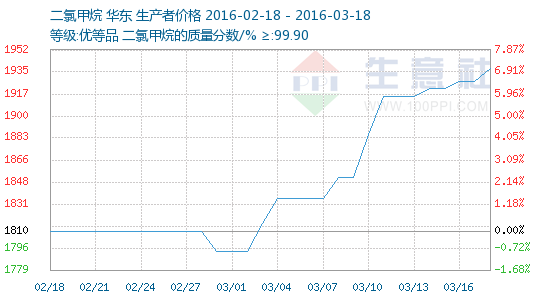 二氯甲烷 华东 生产者价格 2016-02-18 - 2016-03-18
等级:优等品 二氯甲烷的质量分数/% ≥:99.90
1952 7.87%
1935 6.91%
1917 5.96%
1900 5.00%
1883 4.05%
1866 3.09%
1848 2.14%
1831 1.18%
1810 0.00%
1796 -0.72%
1779 -1.68%
PPI
生意社
WWW.100PPI.COM
02/18 02/21 02/24 02/27 03/01 03/04 03/07 03/10 03/13 03/16